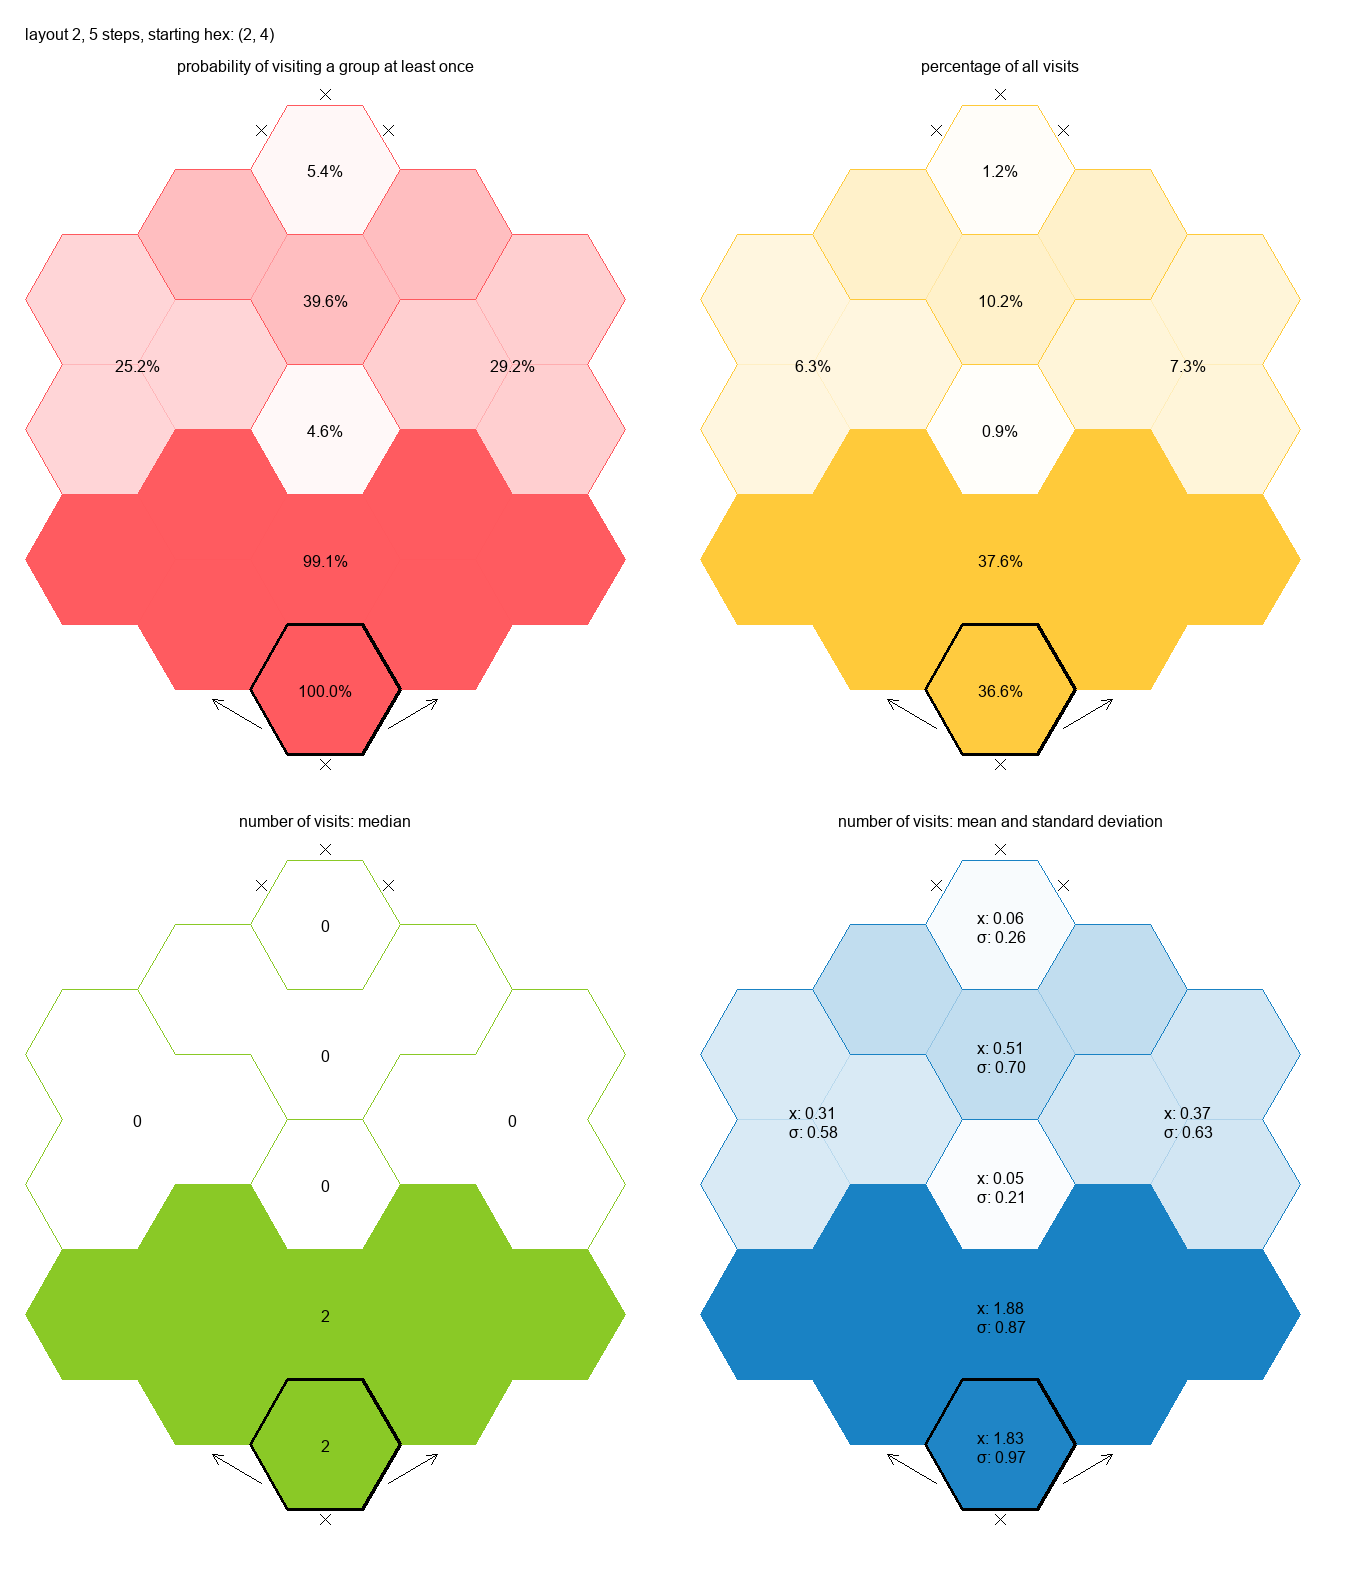 layout 2, 5 steps, starting hex: (2, 4)
probability of visiting a group at least once
5.4%
39.6%
25.2%
29.2%
4.6%
99.1%
100.0%
percentage of all visits
1.2%
10.2%
6.3%
7.3%
0.9%
37.6%
36.6%
number of visits: median
0
0
0
0
0
2
2
number of visits: mean and standard deviation
x: 0.06
σ: 0.26
x: 0.51
σ: 0.70
x: 0.31
σ: 0.58
x: 0.37
σ: 0.63
x: 0.05
σ: 0.21
x: 1.88
σ: 0.87
x: 1.83
σ: 0.97